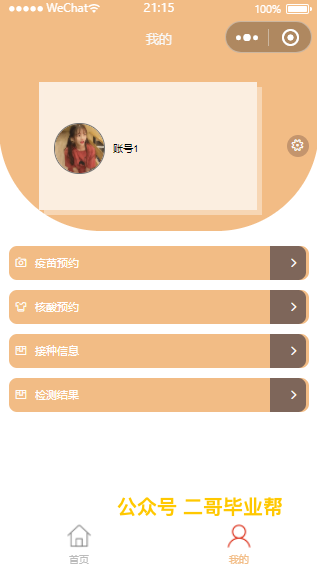 WeChat 21:15 100%
我的
账号1
疫苗预约
核酸预约
接种信息
检测结果
公众号 二哥毕业帮
首页 我的